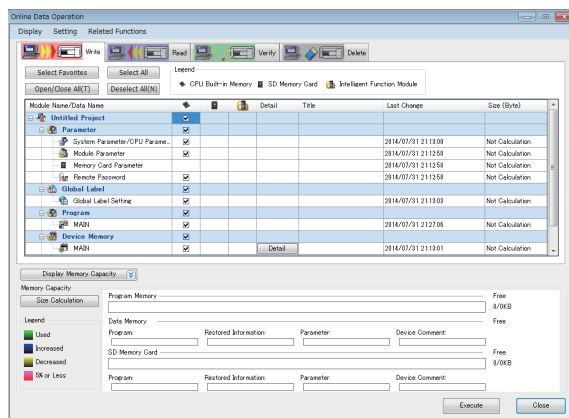 Online Data Operation
Display Setting Related Functions
Write Read Verify Delete
Select Favorites Select All Legend
CPU Built-in Memory SD Memory Card Intelligent Function Module
Open/Close All(T) Deselect All(N)
Module Name/Data Name Detail Title Last Change Size (Byte)
Untitled Project
Parameter
System Parameter/CPU Parame.. 2014/07/31 21:13:00 Not Calculation
Module Parameter 2014/07/31 21:12:58 Not Calculation
Memory Card Parameter 2014/07/31 21:12:58 Not Calculation
Remote Password 2014/07/31 21:12:58 Not Calculation
Global Label
Global Label Setting 2014/07/31 21:13:03 Not Calculation
Program
MAIN 2014/07/31 21:27:06 Not Calculation
Device Memory
MAIN Detail 2014/07/31 21:13:01 Not Calculation
Display Memory Capacity
Memory Capacity
Size Calculation
Program Memory Free
0/0KB
Legend
Used
Increased
Decreased
5% or Less
Data Memory Free
Program: Restored Information: Parameter: Device Comment:
SD Memory Card Free
0/0KB
Program: Restored Information: Parameter: Device Comment:
Execute Close